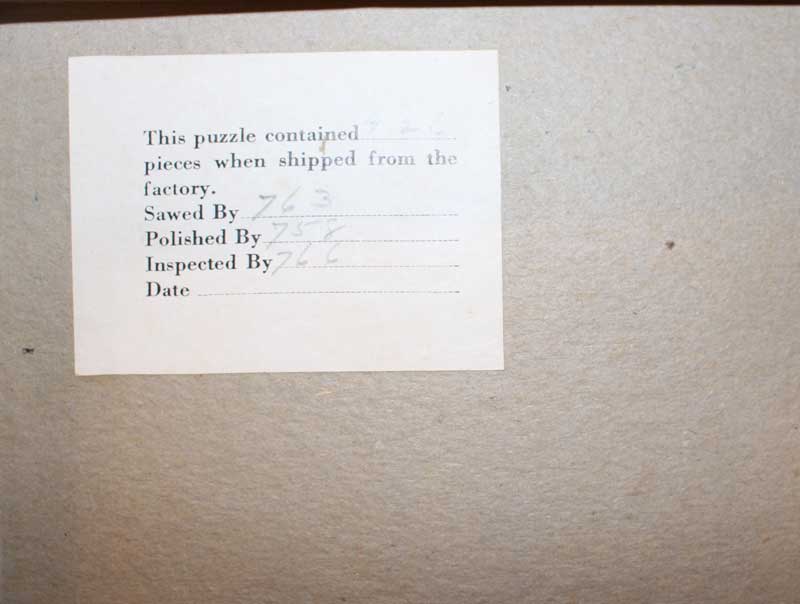 This puzzle contained
pieces when shipped from the
factory.
Sawed By 763
Polished By 758
Inspected By 766
Date